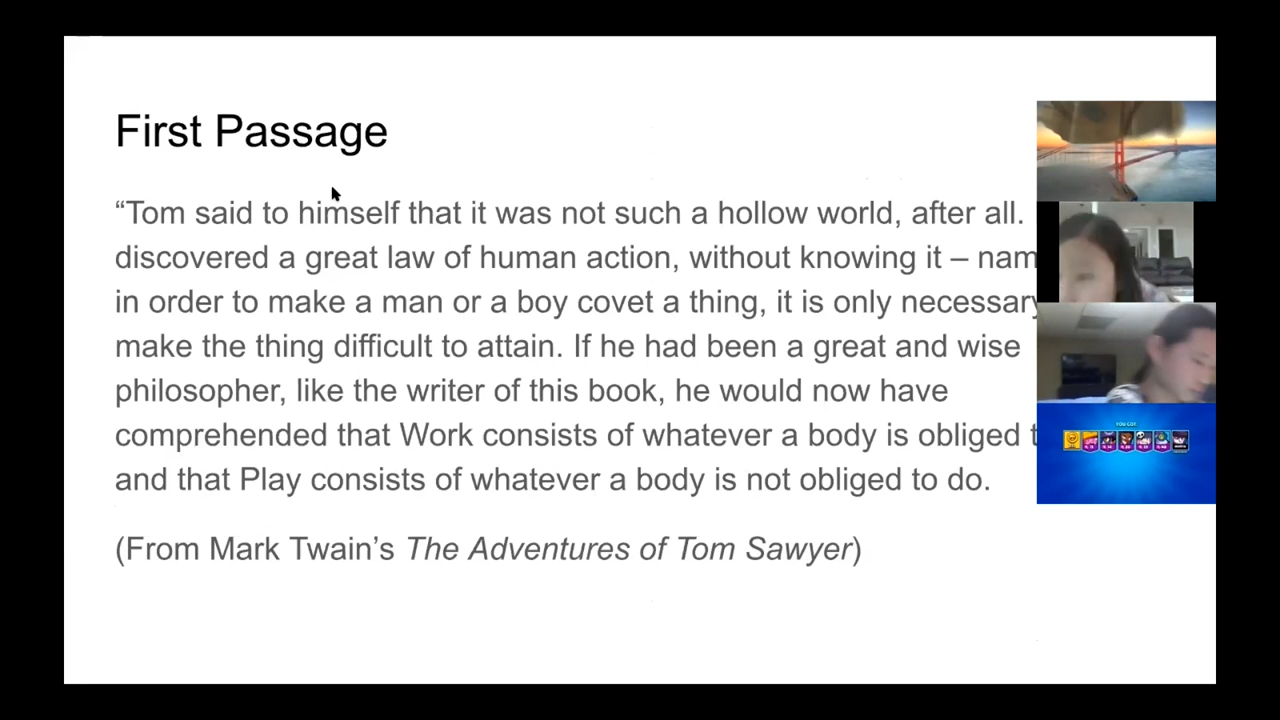 First Passage
“Tom said to himself that it was not such a hollow world, after all.
discovered a great law of human action, without knowing it – nam
in order to make a man or a boy covet a thing, it is only necessary
make the thing difficult to attain. If he had been a great and wise
philosopher, like the writer of this book, he would now have
comprehended that Work consists of whatever a body is obliged t
and that Play consists of whatever a body is not obliged to do.
(From Mark Twain’s The Adventures of Tom Sawyer)
YOU GOT